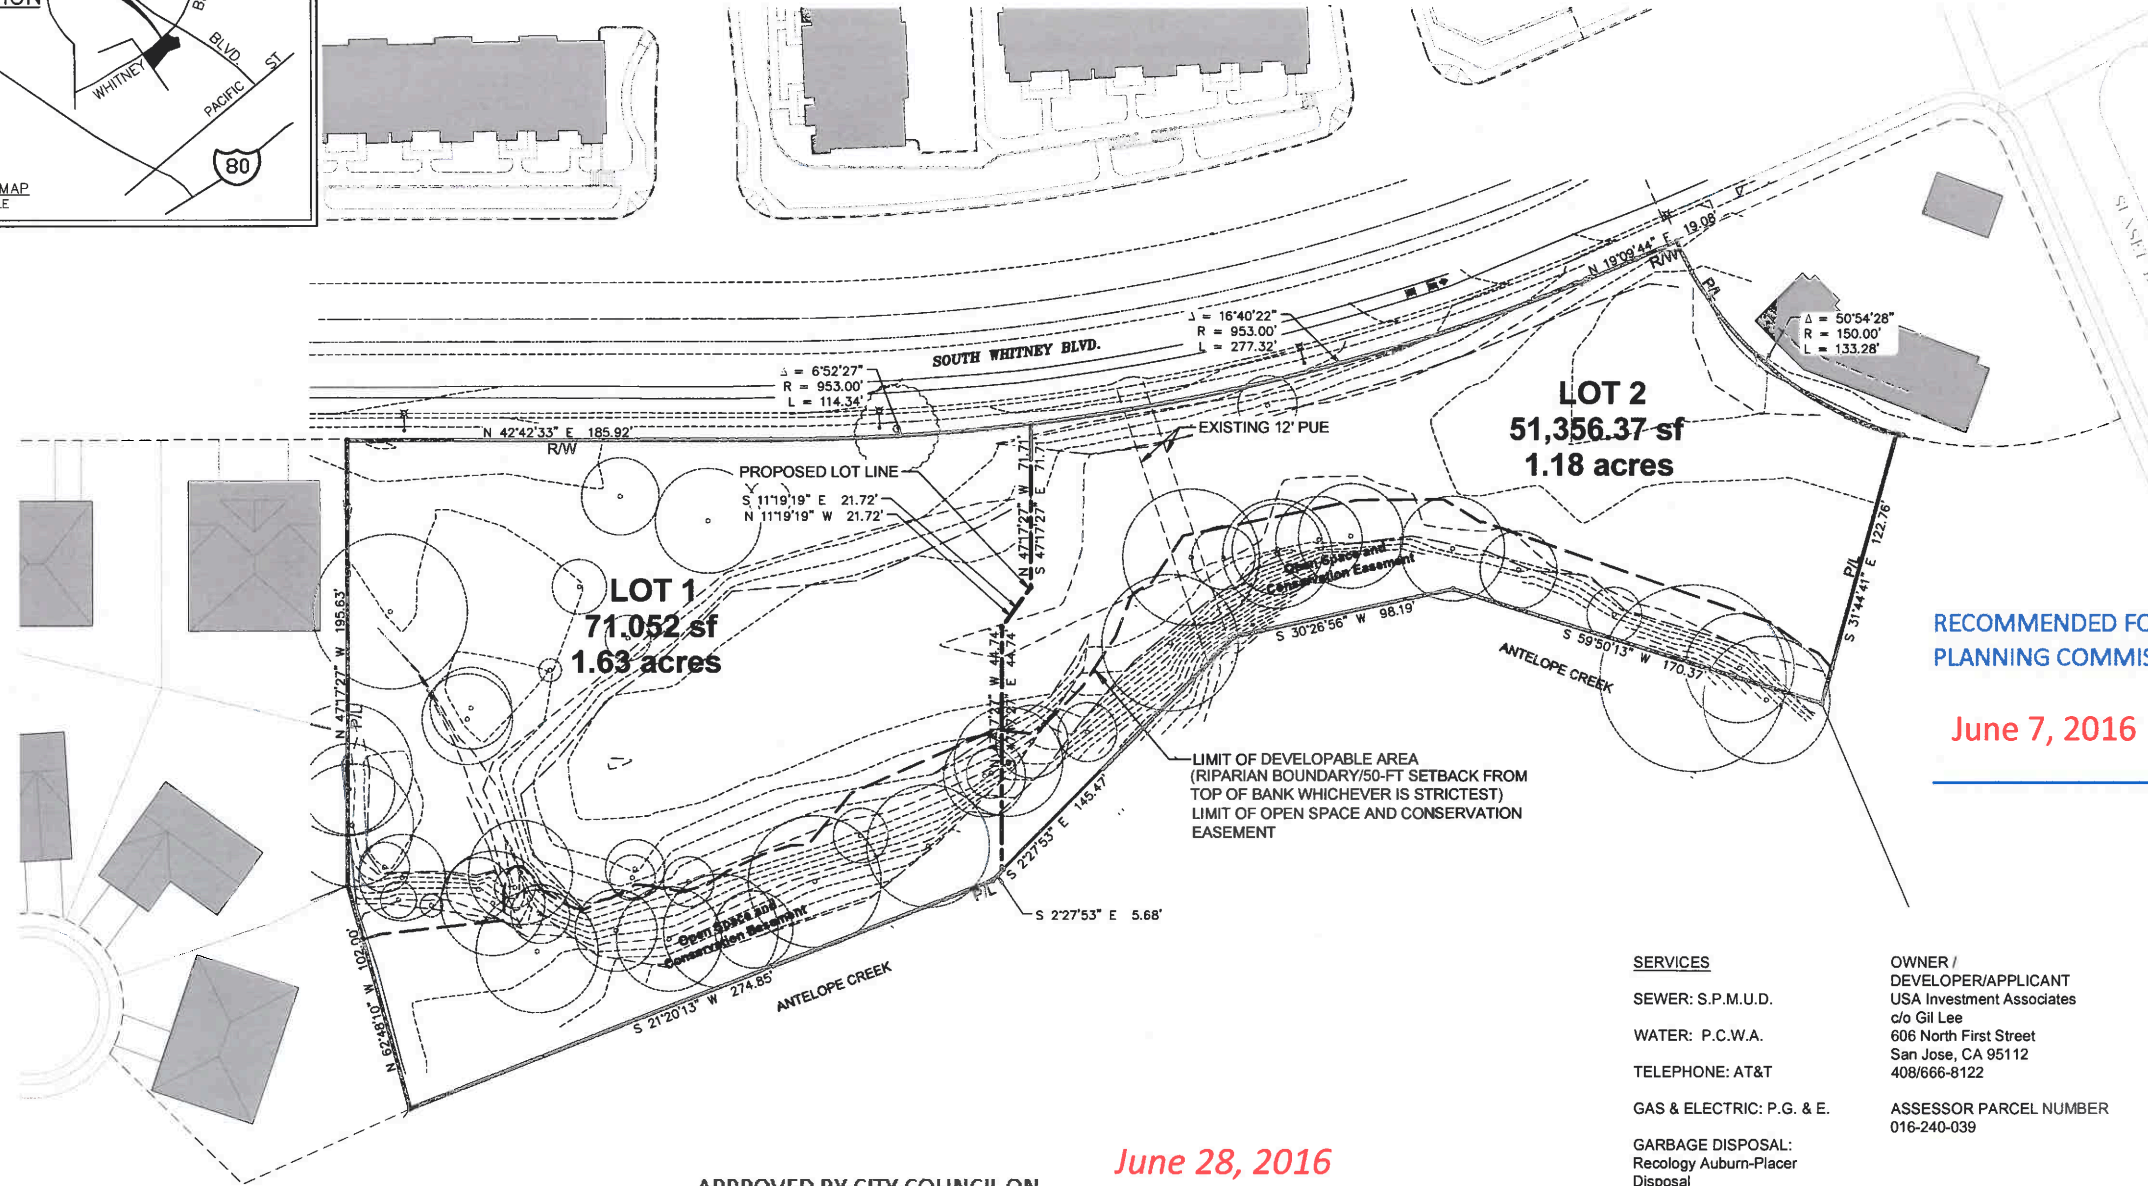 BLVD.
WHITNEY
PACIFIC ST
80
MAP
SOUTH WHITNEY BLVD.
Δ = 6°52'27"
R = 953.00'
L = 114.34'
Δ = 16°40'22"
R = 953.00'
L = 277.32'
N 19°09'44" E 19.08'
R/W
P/L
Δ = 50°54'28"
R = 150.00'
L = 133.28'
N 42°42'33" E 185.92'
R/W
PROPOSED LOT LINE
S 11°19'19" E 21.72'
N 11°19'19" W 21.72'
EXISTING 12' PUE
LOT 2
51,356.37 sf
1.18 acres
N 47°17'27" W 71.71'
S 47°17'27" E 71.71'
LOT 1
71,052 sf
1.63 acres
N 47°17'27" W 195.63'
P/L
N 47°17'27" W 44.74'
S 47°17'27" E 44.74'
Open Space and
Conservation Easement
S 30°26'56" W 98.19'
S 59°50'13" W 170.37'
ANTELOPE CREEK
P/L
S 31°44'41" E 122.76'
RECOMMENDED FO
PLANNING COMMIS
June 7, 2016
LIMIT OF DEVELOPABLE AREA
(RIPARIAN BOUNDARY/50-FT SETBACK FROM
TOP OF BANK WHICHEVER IS STRICTEST)
LIMIT OF OPEN SPACE AND CONSERVATION
EASEMENT
S 2°27'53" E 145.47'
P/L
S 2°27'53" E 5.68'
Open Space and
Conservation Easement
N 62°48'10" W 102.00'
S 21°20'13" W 274.85'
ANTELOPE CREEK
SERVICES
SEWER: S.P.M.U.D.
WATER: P.C.W.A.
TELEPHONE: AT&T
GAS & ELECTRIC: P.G. & E.
GARBAGE DISPOSAL:
Recology Auburn-Placer
Disposal
OWNER /
DEVELOPER/APPLICANT
USA Investment Associates
c/o Gil Lee
606 North First Street
San Jose, CA 95112
408/666-8122
ASSESSOR PARCEL NUMBER
016-240-039
June 28, 2016
APPROVED BY CITY COUNCIL ON